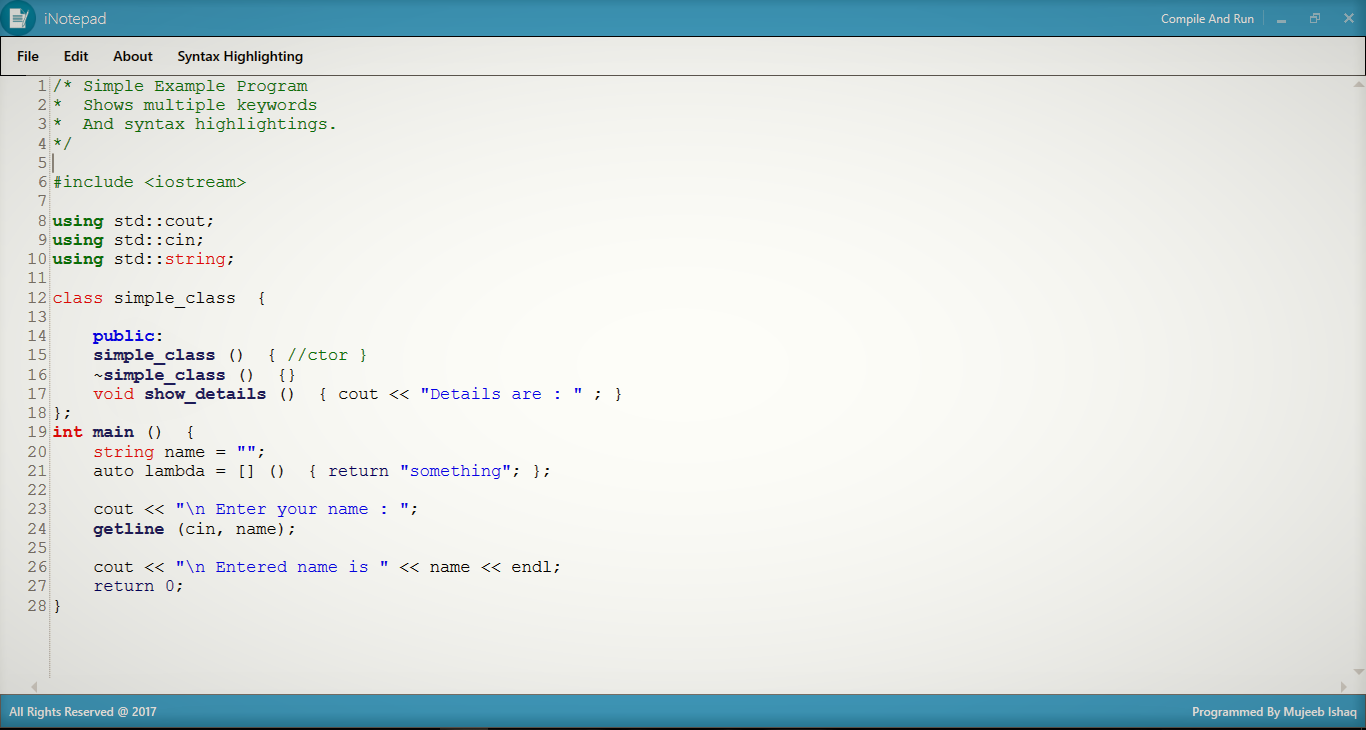 iNotepad
Compile And Run
File Edit About Syntax Highlighting
1 /* Simple Example Program
2 *  Shows multiple keywords
3 *  And syntax highlightings.
4 */
5
6 #include <iostream>
7
8 using std::cout;
9 using std::cin;
10 using std::string;
11
12 class simple_class  {
13
14     public:
15     simple_class ()  { //ctor }
16     ~simple_class ()  {}
17     void show_details ()  { cout << "Details are : " ; }
18 };
19 int main ()  {
20     string name = "";
21     auto lambda = [] ()  { return "something"; };
22
23     cout << "\n Enter your name : ";
24     getline (cin, name);
25
26     cout << "\n Entered name is " << name << endl;
27     return 0;
28 }
All Rights Reserved @ 2017
Programmed By Mujeeb Ishaq